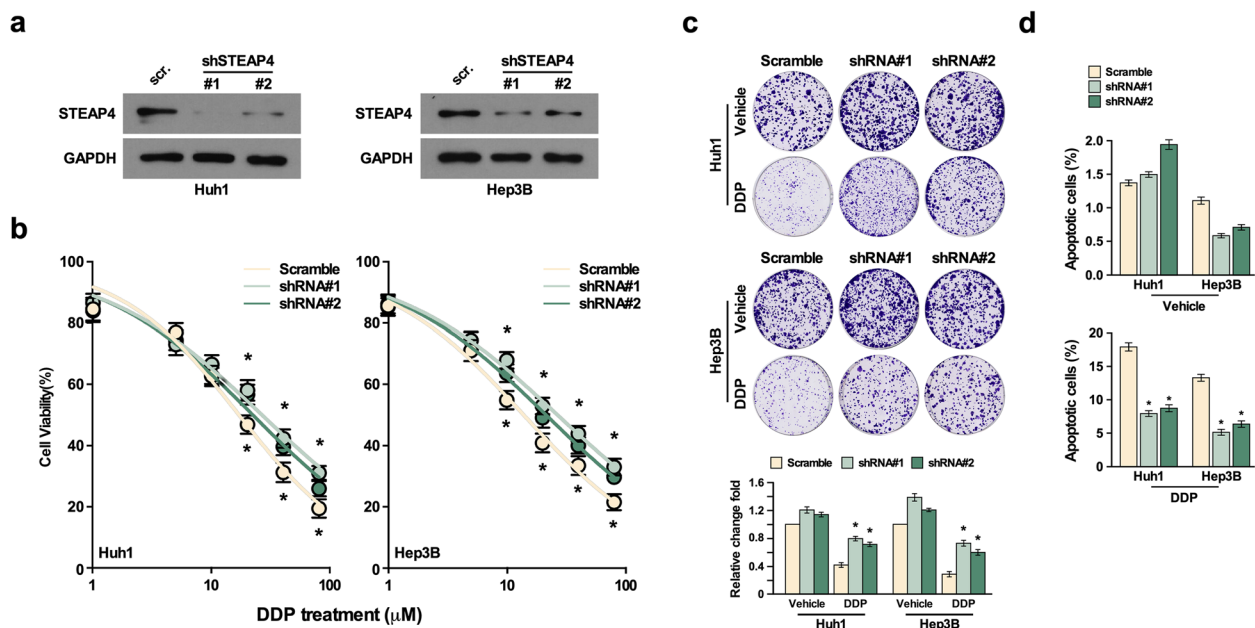 a
scr.
shSTEAP4
#1
#2
STEAP4
GAPDH
Huh1
scr.
shSTEAP4
#1
#2
STEAP4
GAPDH
Hep3B
b
Cell Viability(%)
100
80
60
40
20
0
Scramble
shRNA#1
shRNA#2
*
*
*
*
*
*
Huh1
1
10
100
100
80
60
40
20
0
Scramble
shRNA#1
shRNA#2
*
*
*
*
*
*
*
*
Hep3B
1
10
100
DDP treatment (μM)
c
Scramble
shRNA#1
shRNA#2
Huh1
Vehicle
DDP
Scramble
shRNA#1
shRNA#2
Hep3B
Vehicle
DDP
Scramble
shRNA#1
shRNA#2
Relative change fold
1.6
1.2
0.8
0.4
0
*
*
*
*
Vehicle
DDP
Vehicle
DDP
Huh1
Hep3B
d
Scramble
shRNA#1
shRNA#2
Apoptotic cells (%)
2.0
1.5
1.0
0.5
0.0
Huh1
Hep3B
Vehicle
Apoptotic cells (%)
20
15
10
5
0
*
*
*
*
Huh1
Hep3B
DDP